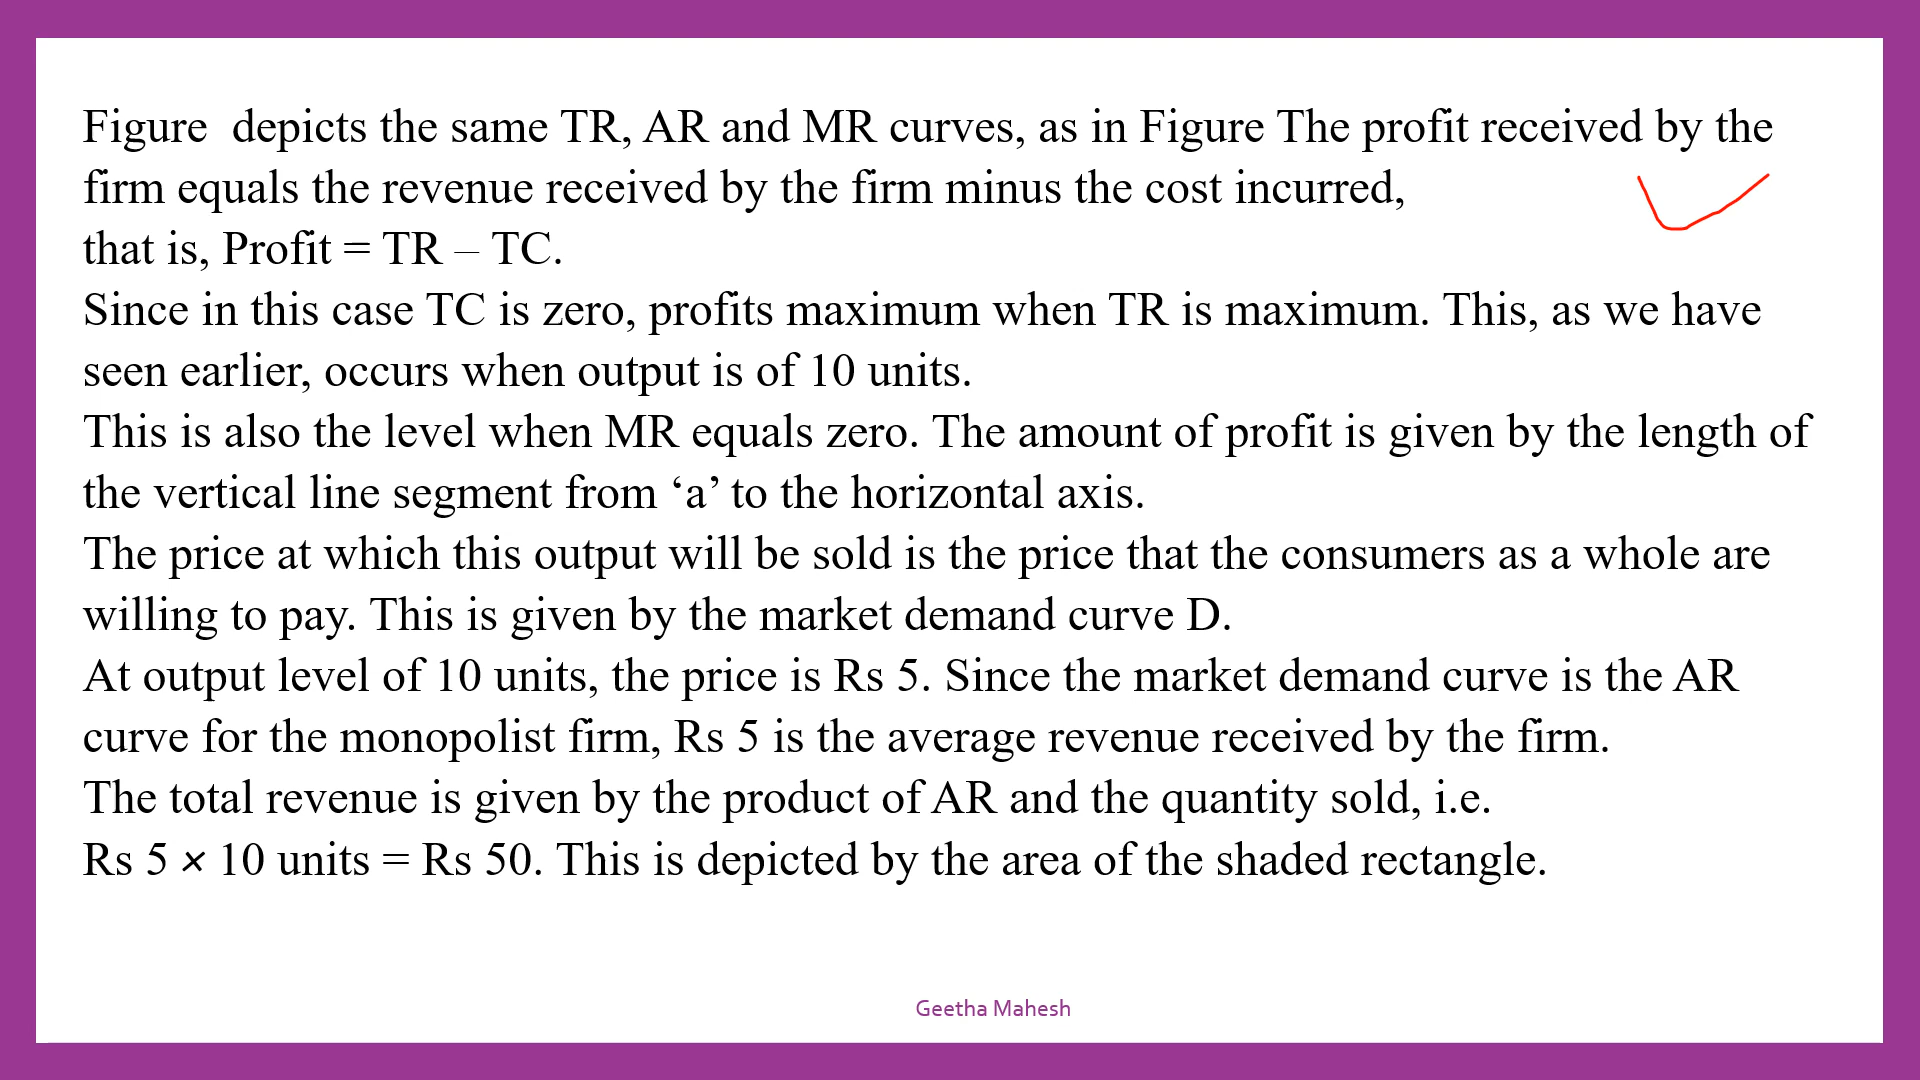 Figure  depicts the same TR, AR and MR curves, as in Figure The profit received by the
firm equals the revenue received by the firm minus the cost incurred,
that is, Profit = TR – TC.
Since in this case TC is zero, profits maximum when TR is maximum. This, as we have
seen earlier, occurs when output is of 10 units.
This is also the level when MR equals zero. The amount of profit is given by the length of
the vertical line segment from ‘a’ to the horizontal axis.
The price at which this output will be sold is the price that the consumers as a whole are
willing to pay. This is given by the market demand curve D.
At output level of 10 units, the price is Rs 5. Since the market demand curve is the AR
curve for the monopolist firm, Rs 5 is the average revenue received by the firm.
The total revenue is given by the product of AR and the quantity sold, i.e.
Rs 5 × 10 units = Rs 50. This is depicted by the area of the shaded rectangle.
Geetha Mahesh